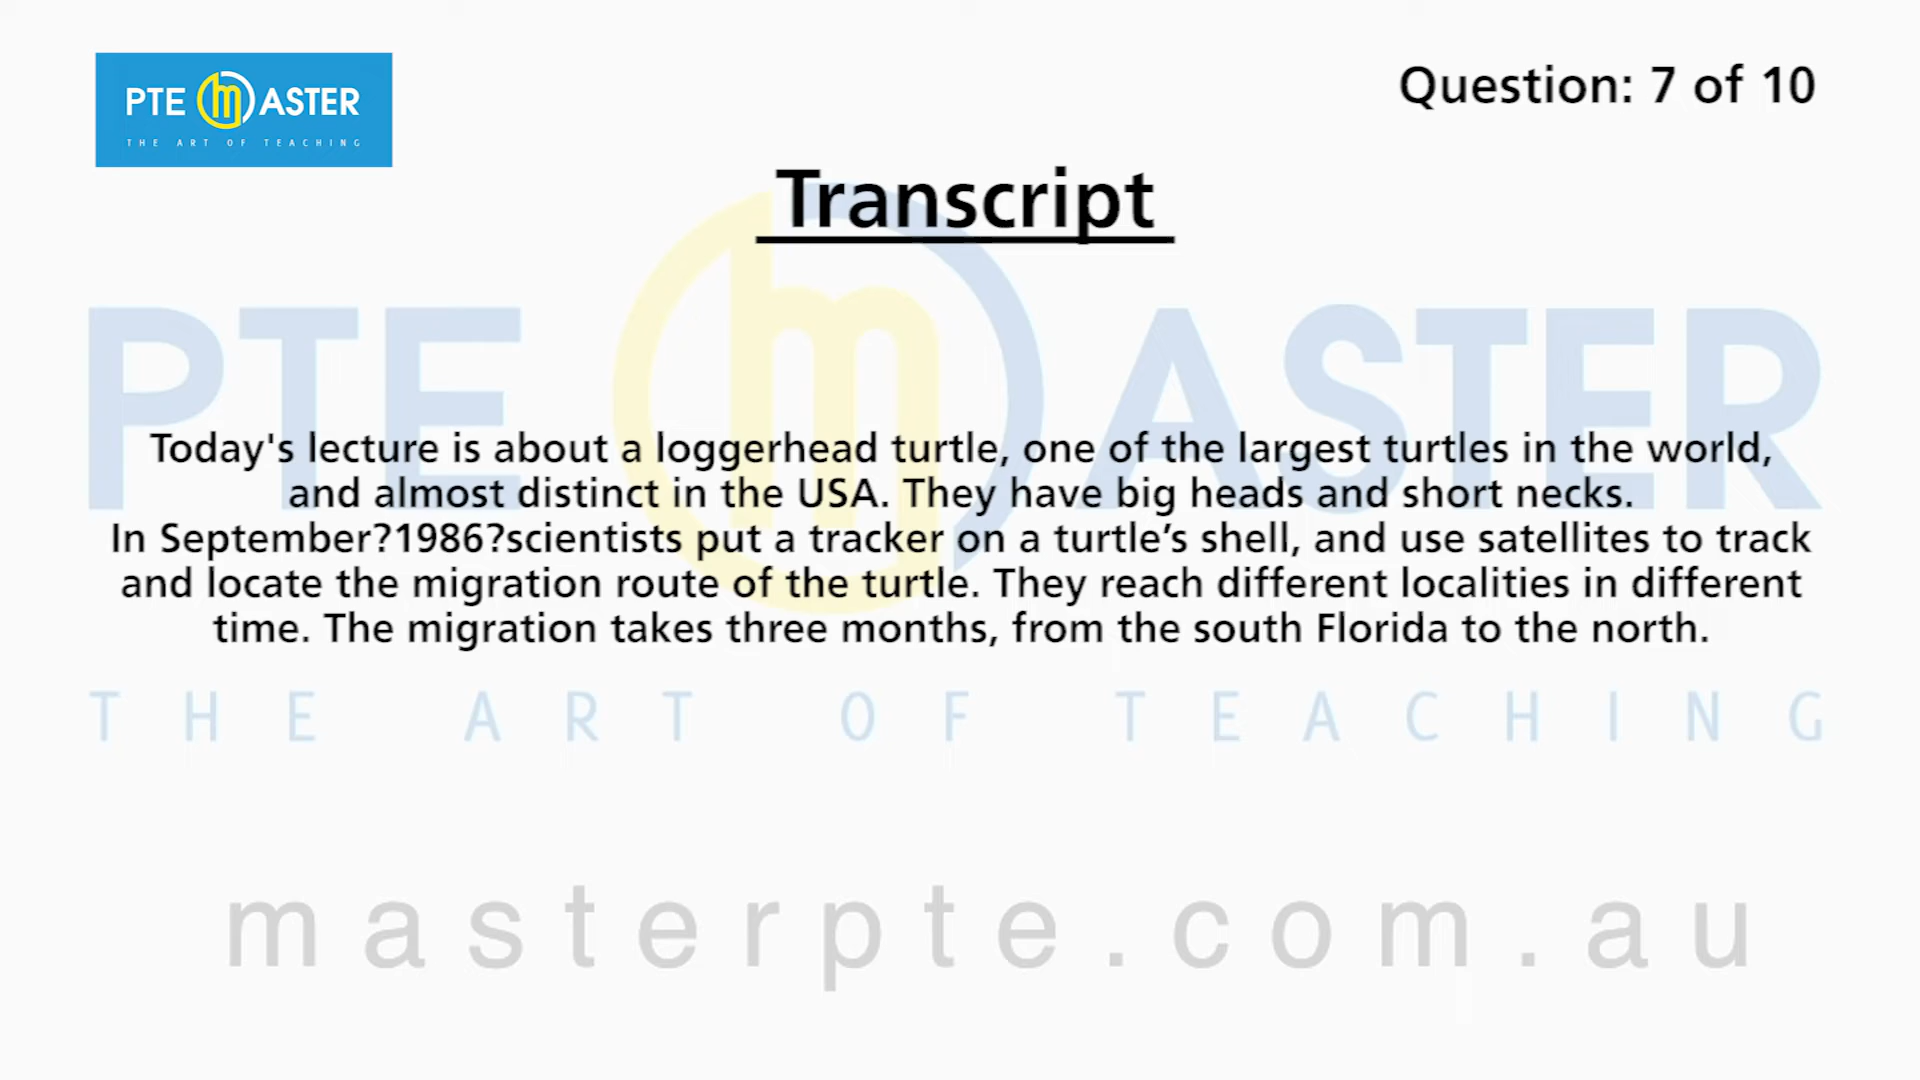 PTE MASTER
THE ART OF TEACHING
Question: 7 of 10
Transcript
PTE MASTER
Today's lecture is about a loggerhead turtle, one of the largest turtles in the world,
and almost distinct in the USA. They have big heads and short necks.
In September?1986?scientists put a tracker on a turtle’s shell, and use satellites to track
and locate the migration route of the turtle. They reach different localities in different
time. The migration takes three months, from the south Florida to the north.
THE ART OF TEACHING
masterpte.com.au